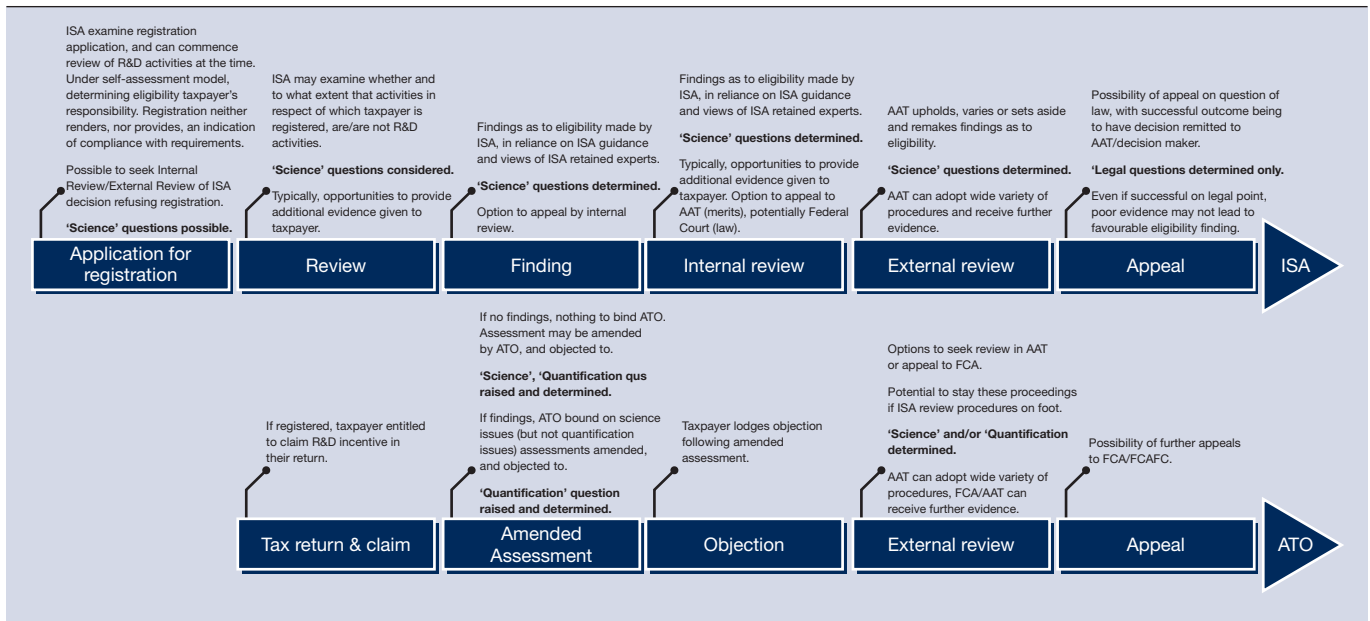 ISA examine registration
application, and can commence
review of R&D activities at the time.
Under self-assessment model,
determining eligibility taxpayer's
responsibility. Registration neither
renders, nor provides, an indication
of compliance with requirements.
Possible to seek Internal
Review/External Review of ISA
decision refusing registration.
'Science' questions possible.
Application for
registration
ISA may examine whether and
to what extent that activities in
respect of which taxpayer is
registered, are/are not R&D
activities.
'Science' questions considered.
Typically, opportunities to provide
additional evidence given to
taxpayer.
Review
Findings as to eligibility made by
ISA, in reliance on ISA guidance
and views of ISA retained experts.
'Science' questions determined.
Option to appeal by internal
review.
Finding
Findings as to eligibility made by
ISA, in reliance on ISA guidance
and views of ISA retained experts.
'Science' questions determined.
Typically, opportunities to provide
additional evidence given to
taxpayer. Option to appeal to
AAT (merits), potentially Federal
Court (law).
Internal review
AAT upholds, varies or sets aside
and remakes findings as to
eligibility.
'Science' questions determined.
AAT can adopt wide variety of
procedures and receive further
evidence.
External review
Possibility of appeal on question of
law, with successful outcome being
to have decision remitted to
AAT/decision maker.
'Legal questions determined only.
Even if successful on legal point,
poor evidence may not lead to
favourable eligibility finding.
Appeal
ISA
If registered, taxpayer entitled
to claim R&D incentive in
their return.
Tax return & claim
If no findings, nothing to bind ATO.
Assessment may be amended
by ATO, and objected to.
'Science', 'Quantification qus
raised and determined.
If findings, ATO bound on science
issues (but not quantification
issues) assessments amended,
and objected to.
'Quantification' question
raised and determined.
Amended
Assessment
Taxpayer lodges objection
following amended
assessment.
Objection
Options to seek review in AAT
or appeal to FCA.
Potential to stay these proceedings
if ISA review procedures on foot.
'Science' and/or 'Quantification
determined.
AAT can adopt wide variety of
procedures, FCA/AAT can
receive further evidence.
External review
Possibility of further appeals
to FCA/FCAFC.
Appeal
ATO